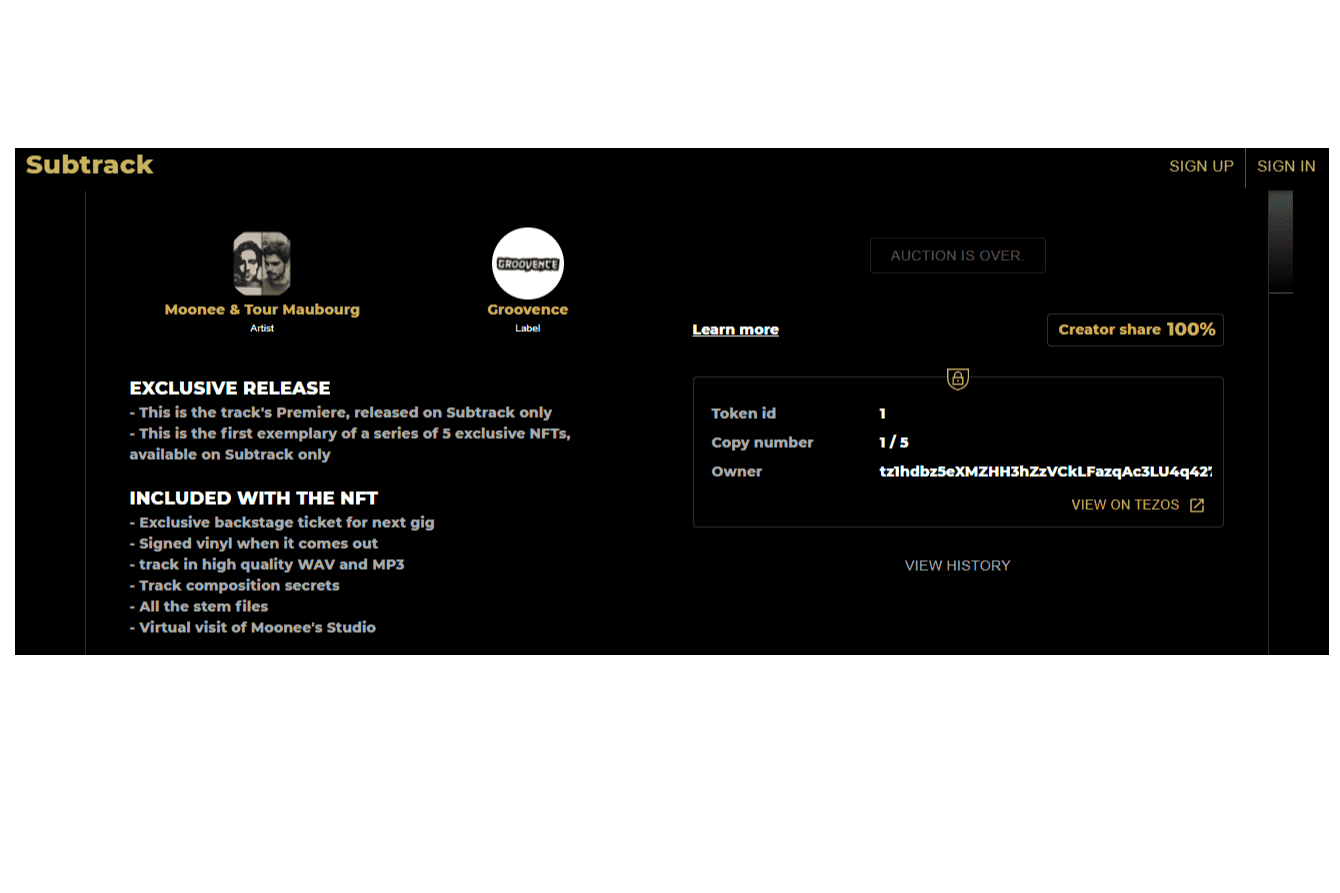 Subtrack
SIGN UP
SIGN IN
GROOVENCE
Moonee & Tour Maubourg
Artist
Groovence
Label
EXCLUSIVE RELEASE
- This is the track's Premiere, released on Subtrack only
- This is the first exemplary of a series of 5 exclusive NFTs,
available on Subtrack only
INCLUDED WITH THE NFT
- Exclusive backstage ticket for next gig
- Signed vinyl when it comes out
- track in high quality WAV and MP3
- Track composition secrets
- All the stem files
- Virtual visit of Moonee's Studio
AUCTION IS OVER.
Learn more
Creator share 100%
Token id 1
Copy number 1 / 5
Owner tz1hdbz5eXMZHH3hZzVCkLFazqAc3LU4q427
VIEW ON TEZOS
VIEW HISTORY